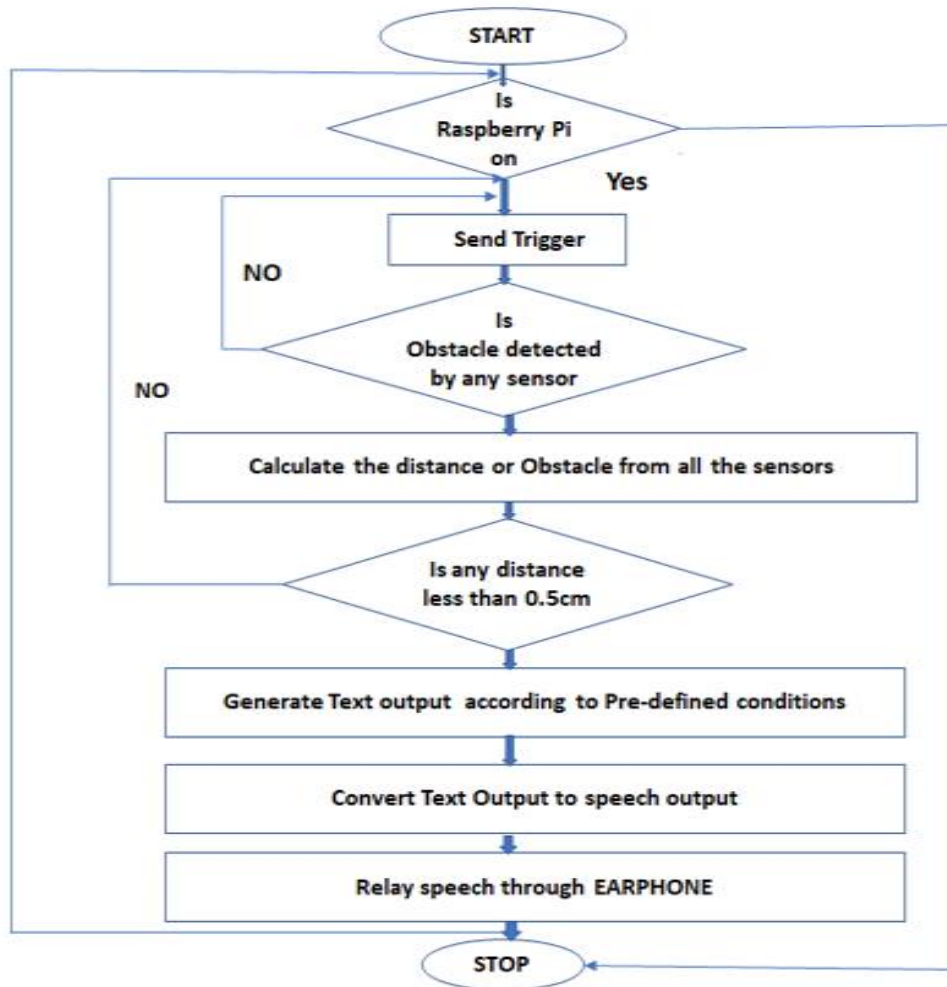 START
Is
Raspberry Pi
on
Yes
Send Trigger
NO
Is
Obstacle detected
by any sensor
NO
Calculate the distance or Obstacle from all the sensors
Is any distance
less than 0.5cm
Generate Text output according to Pre-defined conditions
Convert Text Output to speech output
Relay speech through EARPHONE
STOP